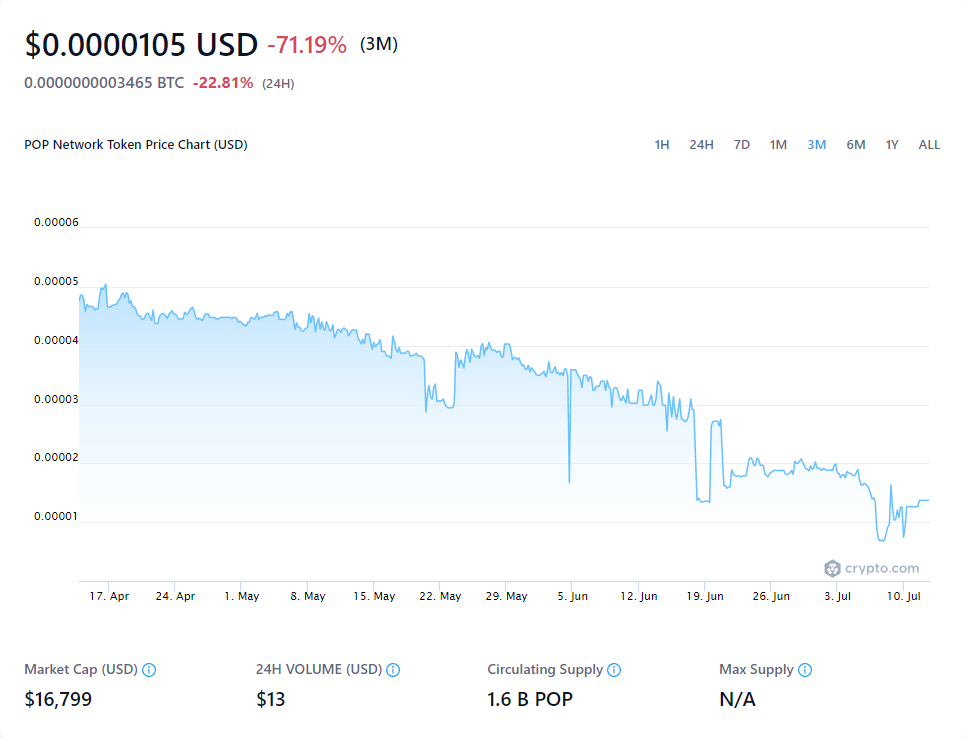 $0.0000105 USD -71.19% (3M)
0.0000000003465 BTC -22.81% (24H)
POP Network Token Price Chart (USD)
1H 24H 7D 1M 3M 6M 1Y ALL
0.00006
0.00005
0.00004
0.00003
0.00002
0.00001
crypto.com
17. Apr 24. Apr 1. May 8. May 15. May 22. May 29. May 5. Jun 12. Jun 19. Jun 26. Jun 3. Jul 10. Jul
Market Cap (USD) 24H VOLUME (USD) Circulating Supply Max Supply
$16,799 $13 1.6 B POP N/A